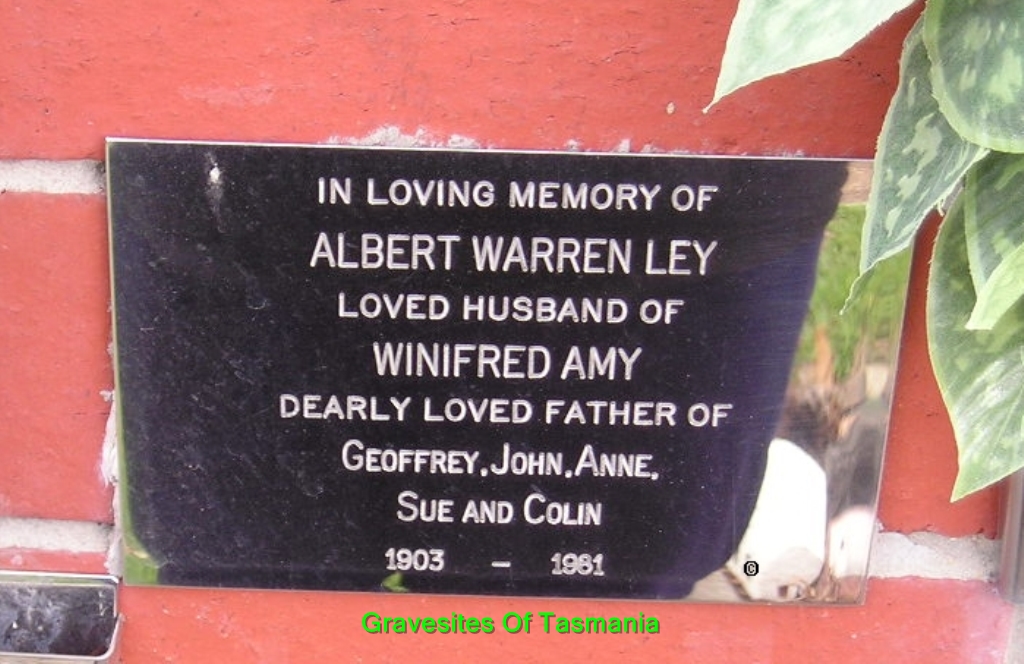 IN LOVING MEMORY OF
ALBERT WARREN LEY
LOVED HUSBAND OF
WINIFRED AMY
DEARLY LOVED FATHER OF
GEOFFREY, JOHN, ANNE,
SUE AND COLIN
1903 – 1981
©
Gravesites Of Tasmania